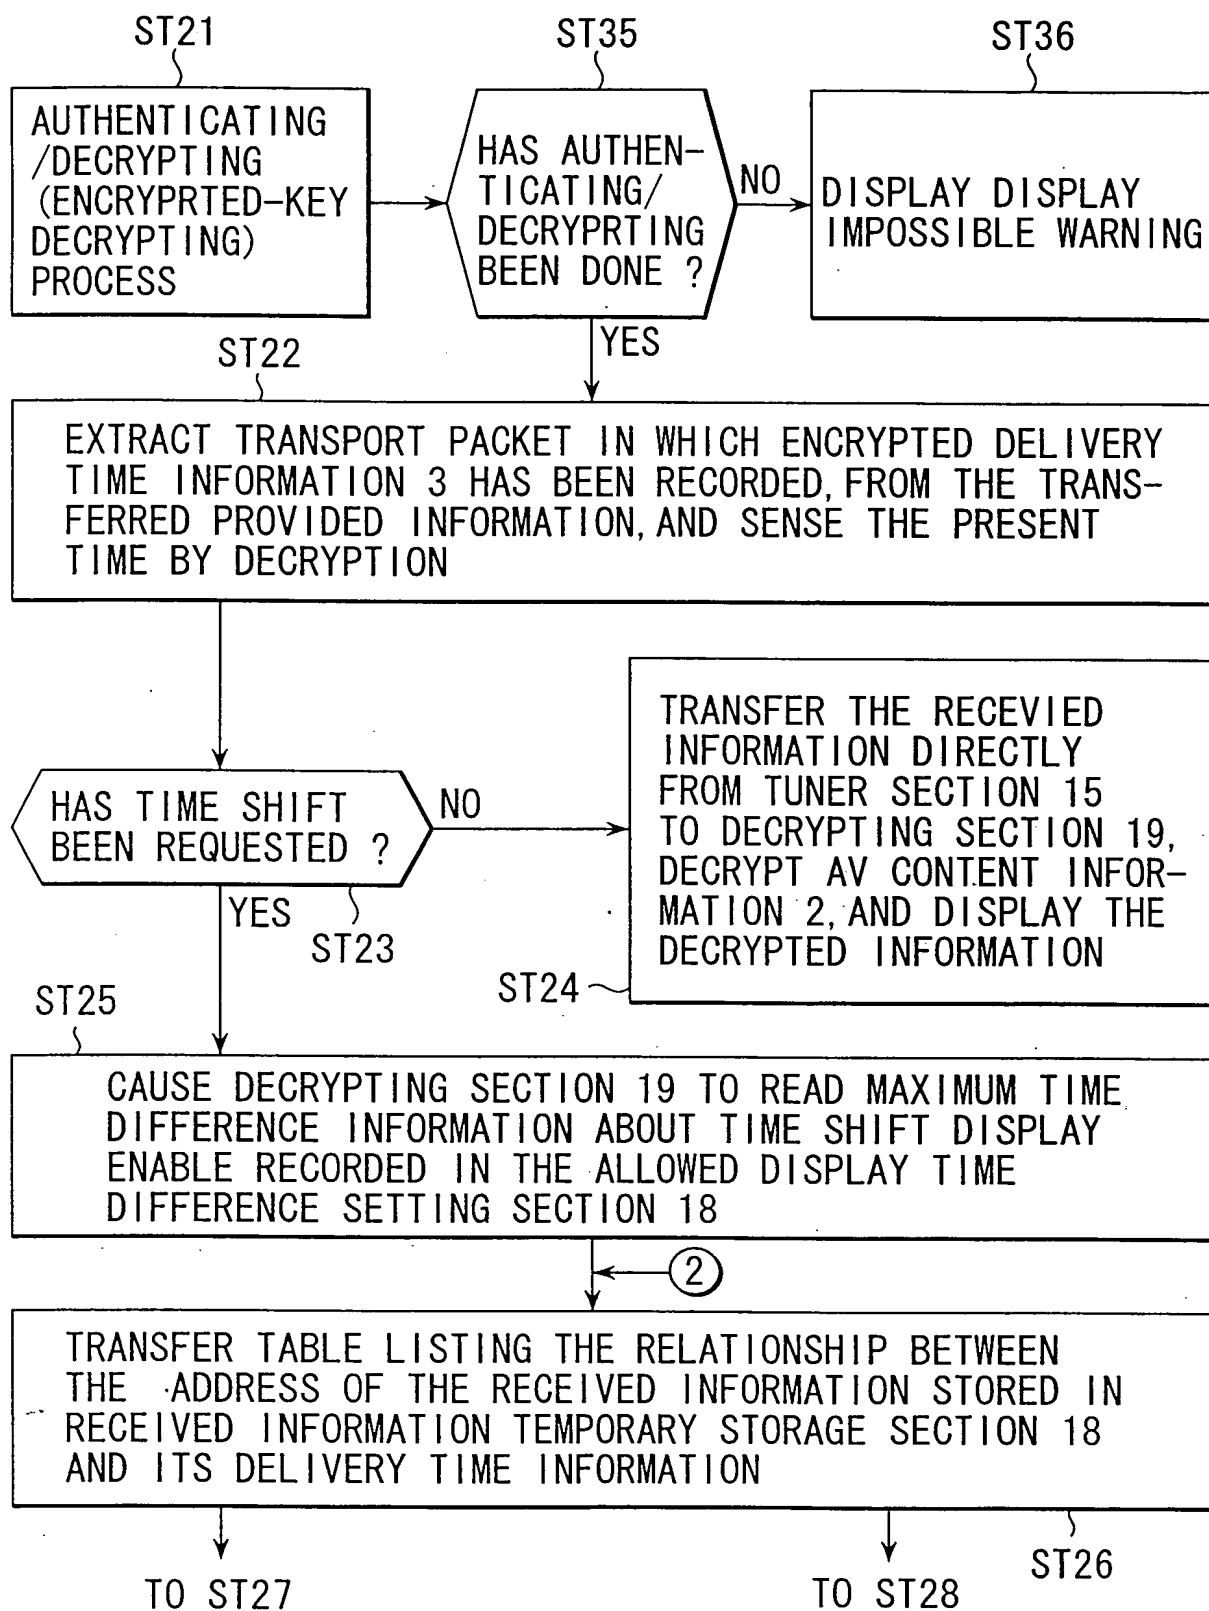 ST21
AUTHENTICATING
/DECRYPTING
(ENCRYPRTED-KEY
DECRYPTING)
PROCESS
ST35
HAS AUTHEN-
TICATING/
DECRYPRTING
BEEN DONE ?
NO
ST36
DISPLAY DISPLAY
IMPOSSIBLE WARNING
YES
ST22
EXTRACT TRANSPORT PACKET IN WHICH ENCRYPTED DELIVERY
TIME INFORMATION 3 HAS BEEN RECORDED, FROM THE TRANS-
FERRED PROVIDED INFORMATION, AND SENSE THE PRESENT
TIME BY DECRYPTION
HAS TIME SHIFT
BEEN REQUESTED ?
NO
YES
ST23
TRANSFER THE RECEVIED
INFORMATION DIRECTLY
FROM TUNER SECTION 15
TO DECRYPTING SECTION 19,
DECRYPT AV CONTENT INFOR-
MATION 2, AND DISPLAY THE
DECRYPTED INFORMATION
ST24
ST25
CAUSE DECRYPTING SECTION 19 TO READ MAXIMUM TIME
DIFFERENCE INFORMATION ABOUT TIME SHIFT DISPLAY
ENABLE RECORDED IN THE ALLOWED DISPLAY TIME
DIFFERENCE SETTING SECTION 18
2
TRANSFER TABLE LISTING THE RELATIONSHIP BETWEEN
THE ADDRESS OF THE RECEIVED INFORMATION STORED IN
RECEIVED INFORMATION TEMPORARY STORAGE SECTION 18
AND ITS DELIVERY TIME INFORMATION
ST26
TO ST27
TO ST28